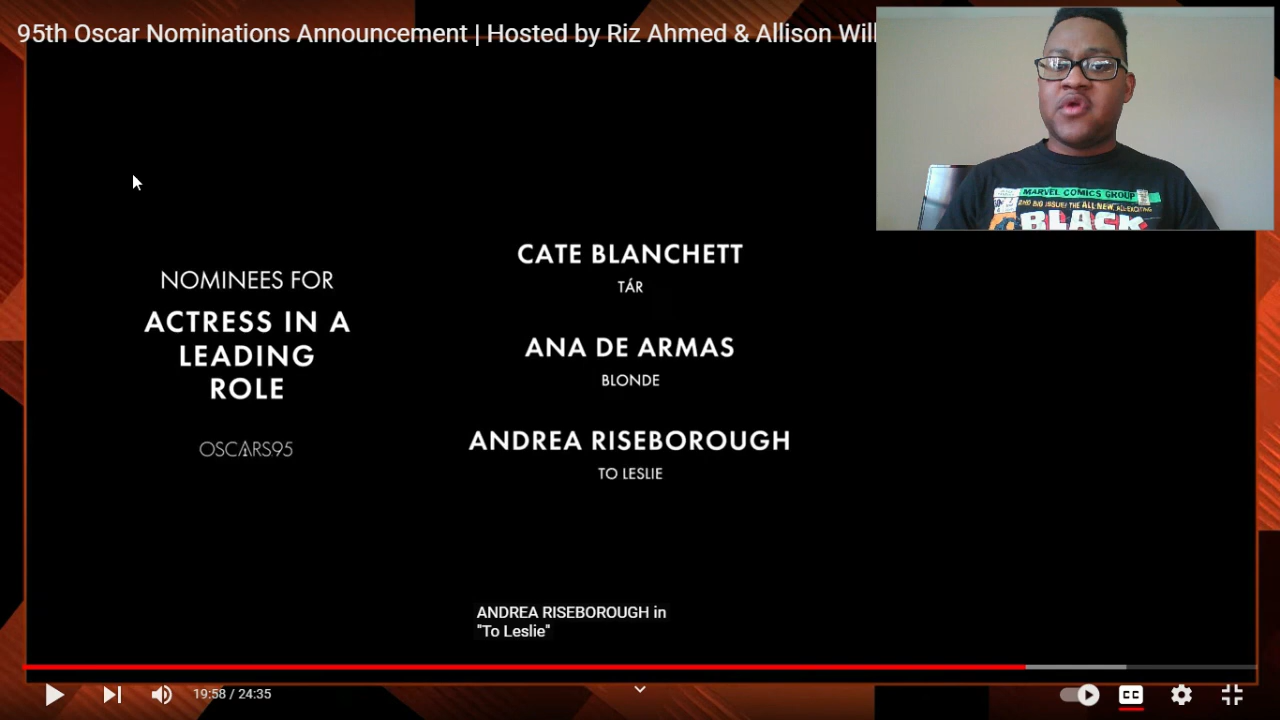 95th Oscar Nominations Announcement | Hosted by Riz Ahmed & Allison Will
MARVEL COMICS GROUP
BLACK
NOMINEES FOR
ACTRESS IN A
LEADING
ROLE
OSCARS95
CATE BLANCHETT
TÁR
ANA DE ARMAS
BLONDE
ANDREA RISEBOROUGH
TO LESLIE
ANDREA RISEBOROUGH in
"To Leslie"
19:58 / 24:35
CC